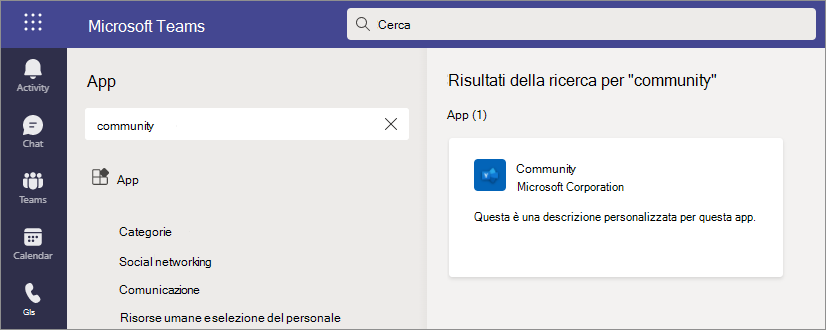 Microsoft Teams
Cerca
Activity
Chat
Teams
Calendar
Gls
App
community
App
Categorie
Social networking
Comunicazione
Risorse umane e selezione del personale
Risultati della ricerca per "community"
App (1)
Community
Microsoft Corporation
Questa è una descrizione personalizzata per questa app.